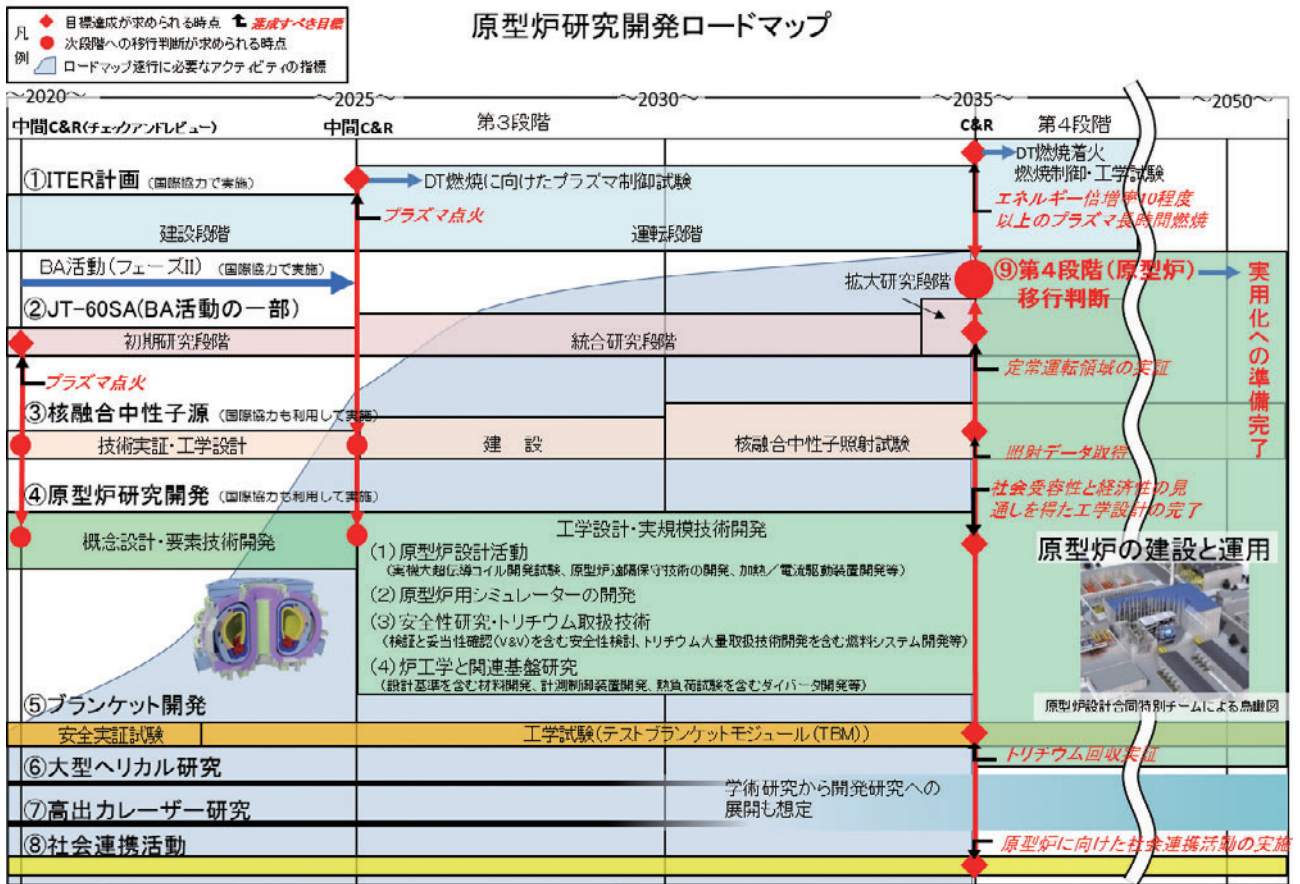 原型炉研究開発ロードマップ
凡例
目標達成が求められる時点 達成すべき目標
次段階への移行判断が求められる時点
ロードマップ遂行に必要なアクティビティの指標
～2020～ ～2025～ ～2030～ ～2035～ ～2050～
中間C&R(チェックアンドレビュー) 中間C&R 第3段階 C&R 第4段階
①ITER計画 (国際協力で実施)
DT燃焼に向けたプラズマ制御試験
DT燃焼着火
燃焼制御・工学試験
プラズマ点火
エネルギー倍増率10程度
以上のプラズマ長時間燃焼
建設段階 運転段階
BA活動(フェーズII) (国際協力で実施)
拡大研究段階
⑨第4段階(原型炉)
移行判断
実用化への準備完了
②JT-60SA(BA活動の一部)
初期研究段階 統合研究段階
プラズマ点火
定常運転領域の実証
③核融合中性子源 (国際協力も利用して実施)
技術実証・工学設計 建 設 核融合中性子照射試験
照射データ取得
④原型炉研究開発 (国際協力も利用して実施)
社会受容性と経済性の見
通しを得た工学設計の完了
概念設計・要素技術開発
工学設計・実規模技術開発
(1) 原型炉設計活動
(実機大超伝導コイル開発試験、原型炉遠隔保守技術の開発、加熱／電流駆動装置開発等)
(2) 原型炉用シミュレーターの開発
(3) 安全性研究・トリチウム取扱技術
(検証と妥当性確認(V&V)を含む安全性検討、トリチウム大量取扱技術開発を含む燃料システム開発等)
(4) 炉工学と関連基盤研究
(設計基準を含む材料開発、計測制御装置開発、熱負荷試験を含むダイバータ開発等)
原型炉の建設と運用
原型炉設計合同特別チームによる鳥瞰図
⑤ブランケット開発
安全実証試験 工学試験(テストブランケットモジュール(TBM))
トリチウム回収実証
⑥大型ヘリカル研究
学術研究から開発研究への
展開も想定
⑦高出力レーザー研究
⑧社会連携活動
原型炉に向けた社会連携活動の実施